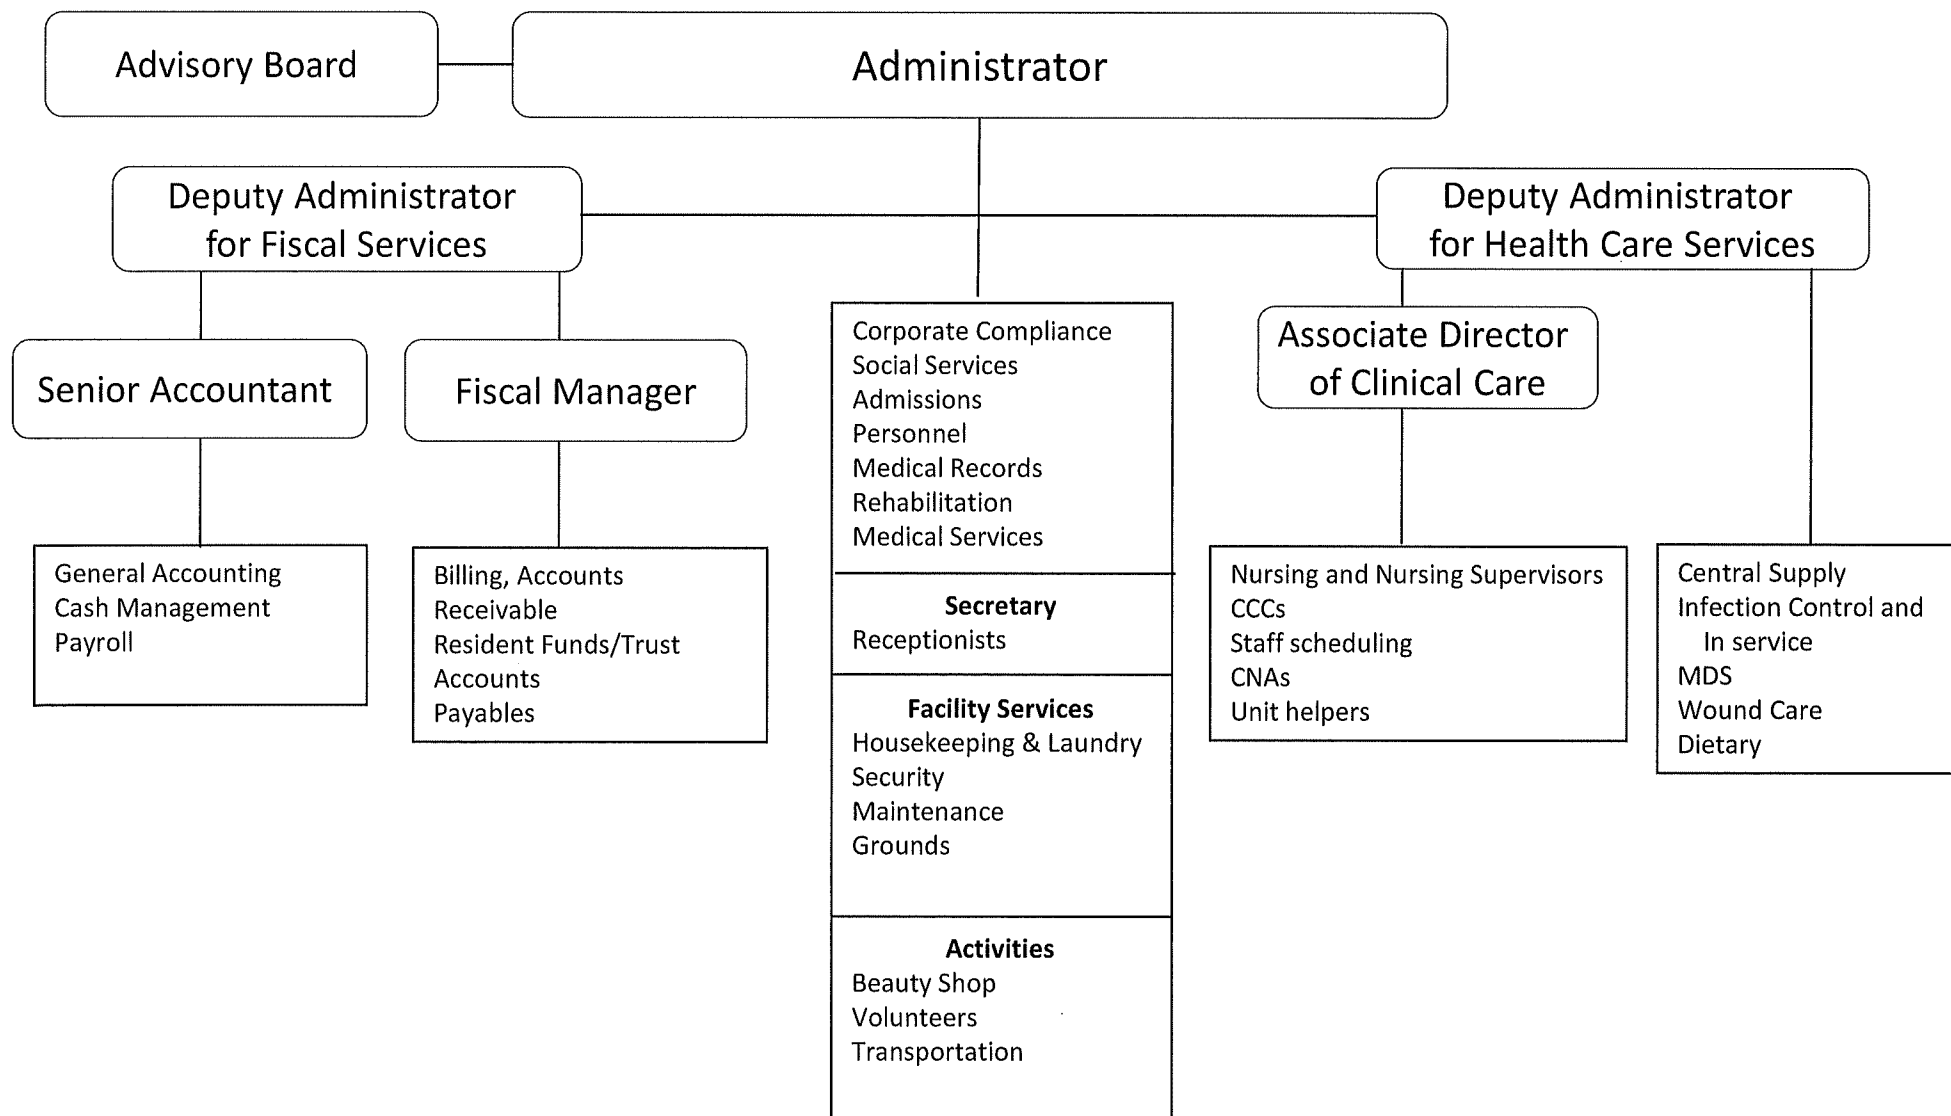 Advisory Board
Administrator
Deputy Administrator
for Fiscal Services
Deputy Administrator
for Health Care Services
Senior Accountant
Fiscal Manager
Corporate Compliance
Social Services
Admissions
Personnel
Medical Records
Rehabilitation
Medical Services
Secretary
Receptionists
Facility Services
Housekeeping & Laundry
Security
Maintenance
Grounds
Activities
Beauty Shop
Volunteers
Transportation
Associate Director
of Clinical Care
General Accounting
Cash Management
Payroll
Billing, Accounts
Receivable
Resident Funds/Trust
Accounts
Payables
Nursing and Nursing Supervisors
CCCs
Staff scheduling
CNAs
Unit helpers
Central Supply
Infection Control and
In service
MDS
Wound Care
Dietary